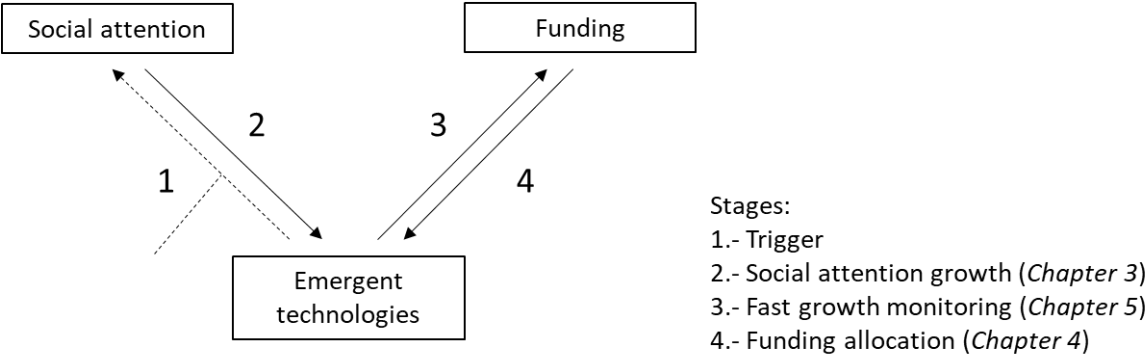 Social attention
Funding
2
3
1
4
Emergent
technologies
Stages:
1.- Trigger
2.- Social attention growth (Chapter 3)
3.- Fast growth monitoring (Chapter 5)
4.- Funding allocation (Chapter 4)